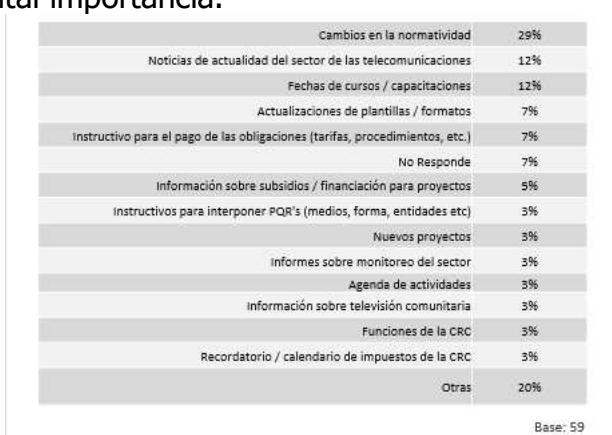 tar importancia.
Cambios en la normatividad 29%
Noticias de actualidad del sector de las telecomunicaciones 12%
Fechas de cursos / capacitaciones 12%
Actualizaciones de plantillas / formatos 7%
Instructivo para el pago de las obligaciones (tarifas, procedimientos, etc.) 7%
No Responde 7%
Información sobre subsidios / financiación para proyectos 5%
Instructivos para interponer PQR's (medios, forma, entidades etc) 3%
Nuevos proyectos 3%
Informes sobre monitoreo del sector 3%
Agenda de actividades 3%
Información sobre televisión comunitaria 3%
Funciones de la CRC 3%
Recordatorio / calendario de impuestos de la CRC 3%
Otras 20%
Base: 59